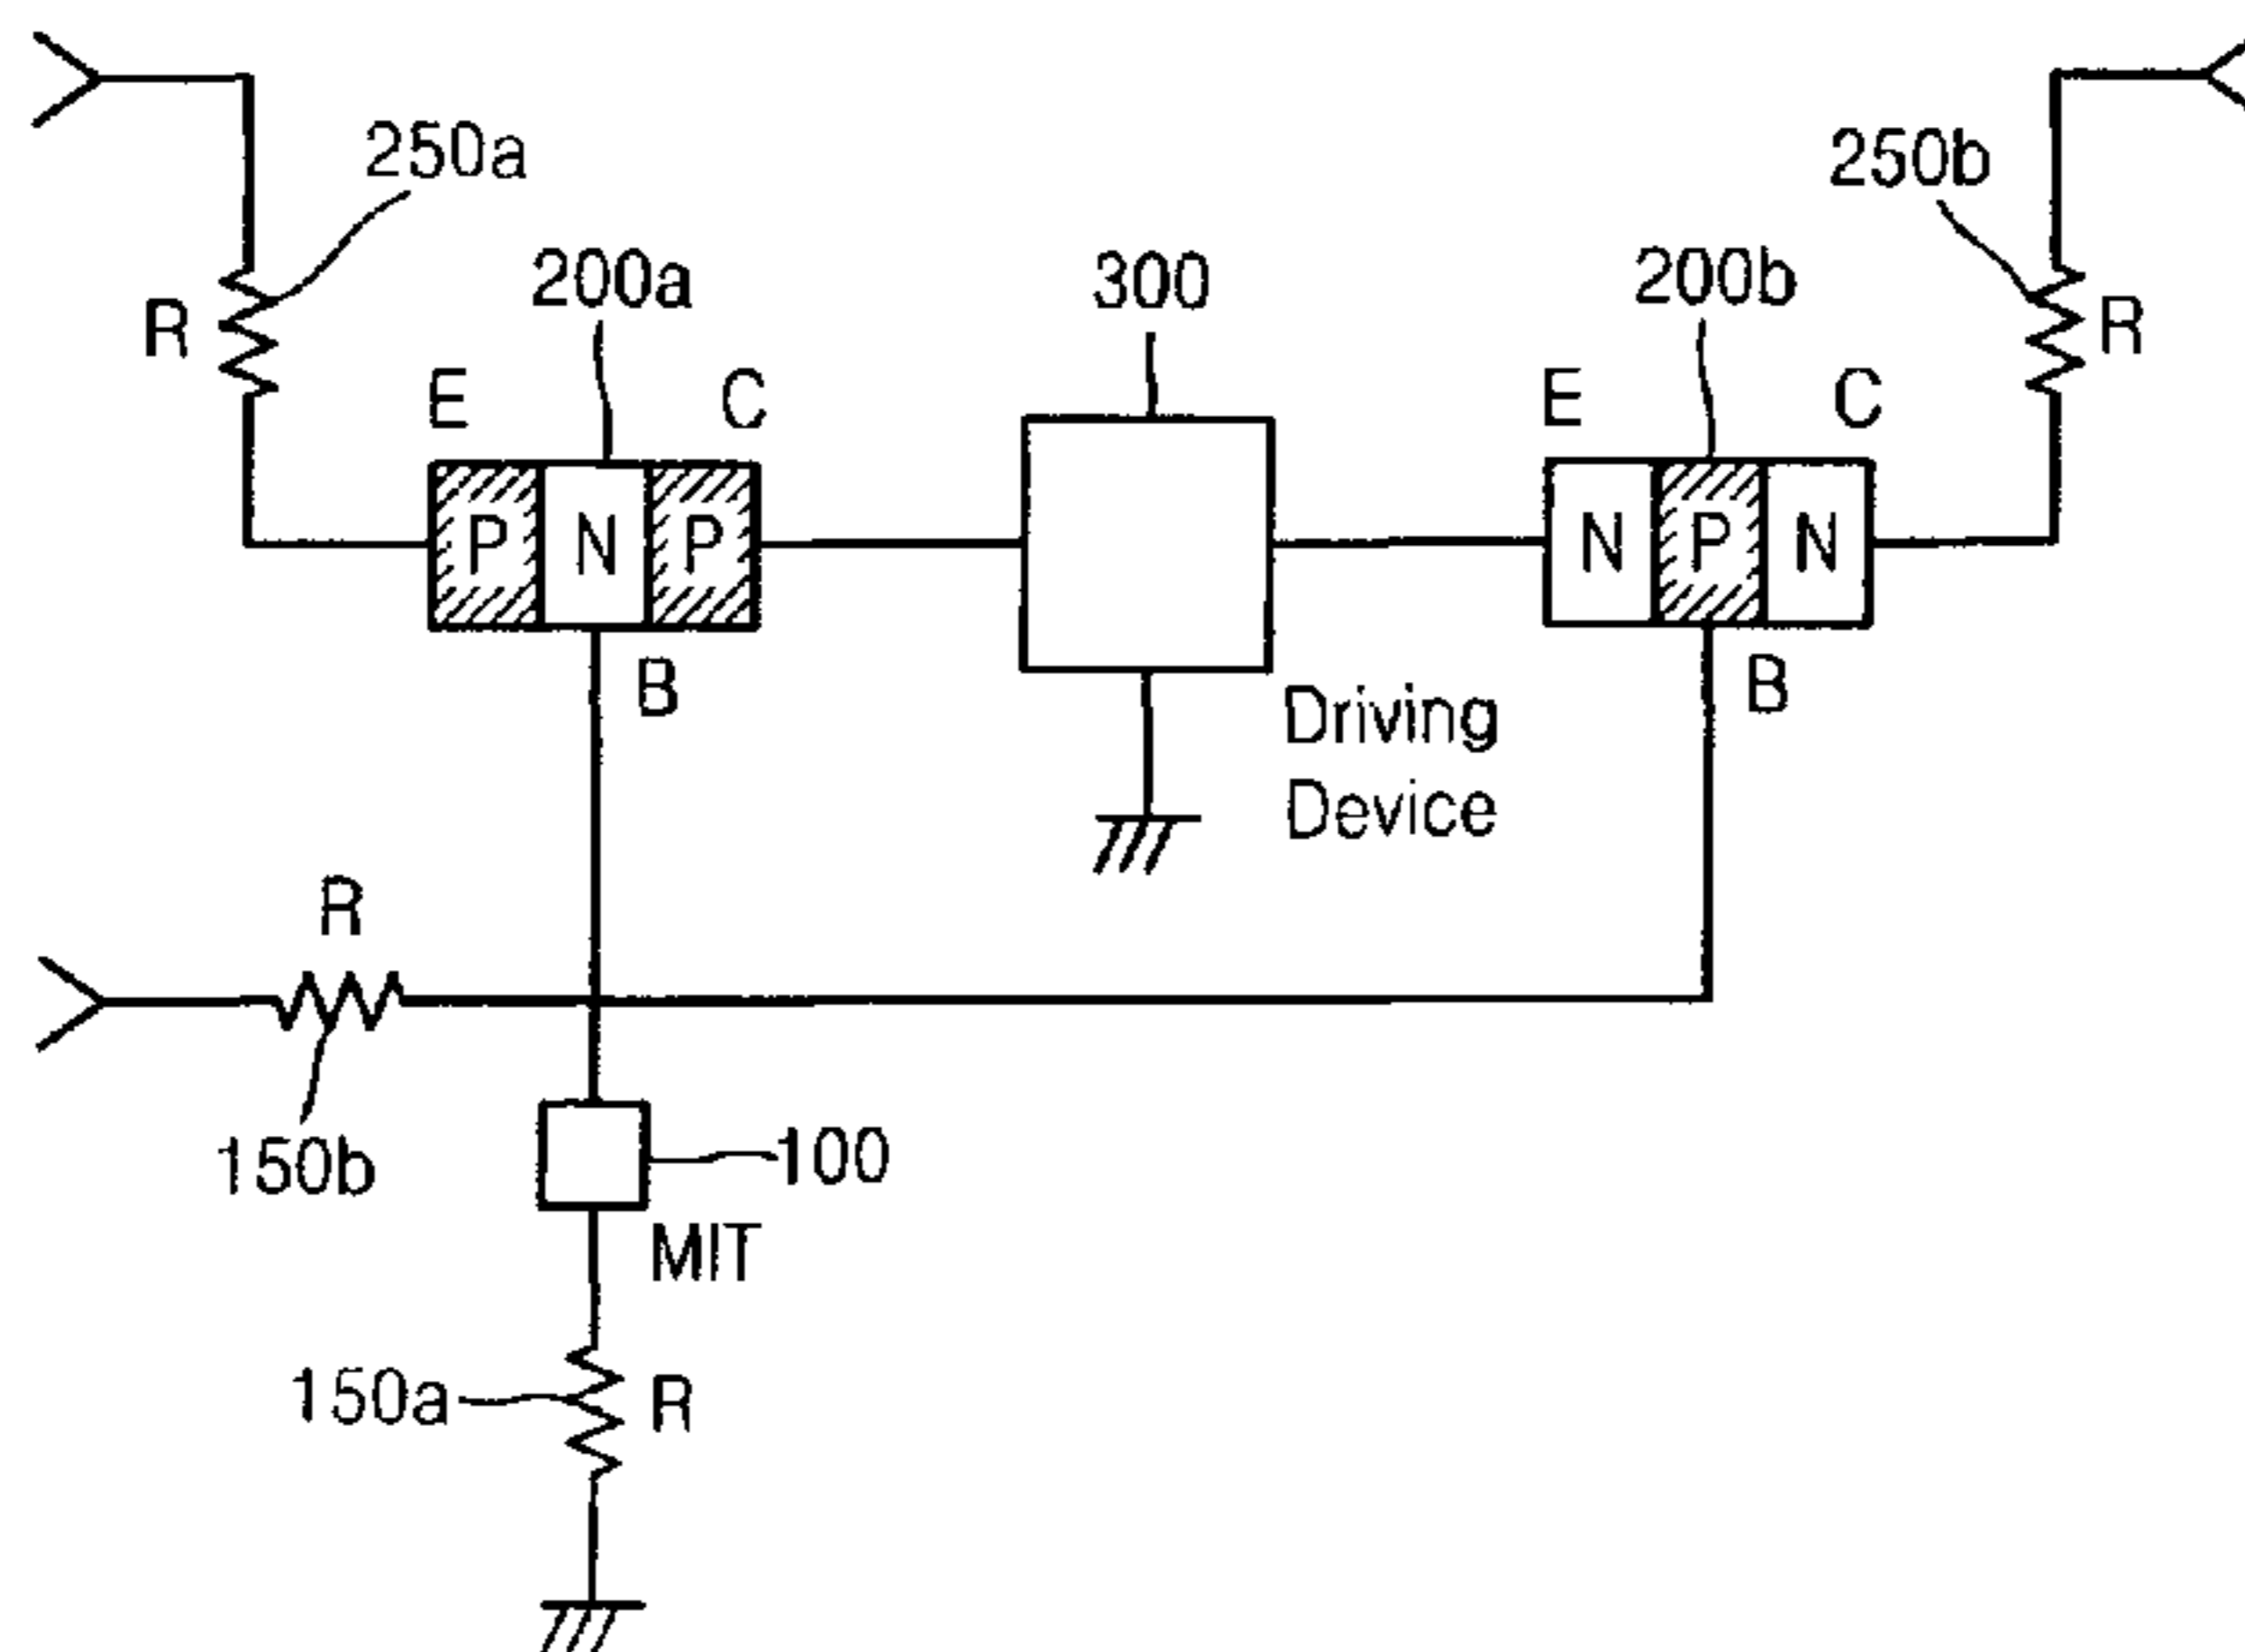 250a
250b
200a
300
200b
R
R
E
C
E
C
P N P
N P N
B
B
Driving
Device
R
150b
100
MIT
150a
R